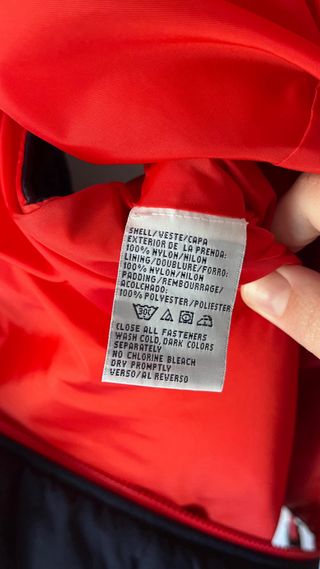 SHELL/VESTE/CAPA
EXTERIOR DE LA PRENDA:
100% NYLON/NILON
LINING/DOUBLURE/FORRO:
100% NYLON/NILON
PADDING/REMBOURRAGE/
ACOLCHADO:
100% POLYESTER/POLIESTER
30C
CLOSE ALL FASTENERS
WASH COLD, DARK COLORS
SEPARATELY
NO CHLORINE BLEACH
DRY PROMPTLY
VERSO/AL REVERSO